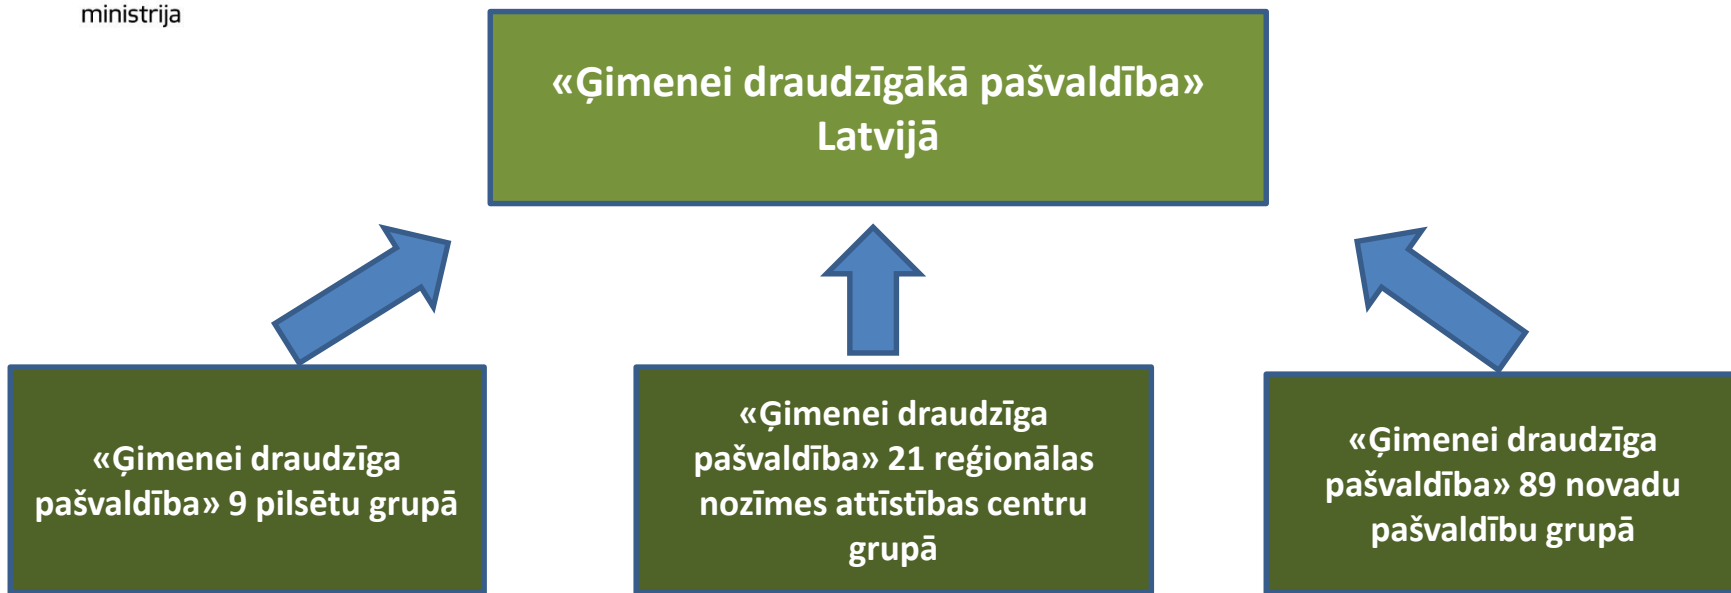 ministrija
«Ģimenei draudzīgākā pašvaldība»
Latvijā
«Ģimenei draudzīga
pašvaldība» 9 pilsētu grupā
«Ģimenei draudzīga
pašvaldība» 21 reģionālas
nozīmes attīstības centru
grupā
«Ģimenei draudzīga
pašvaldība» 89 novadu
pašvaldību grupā